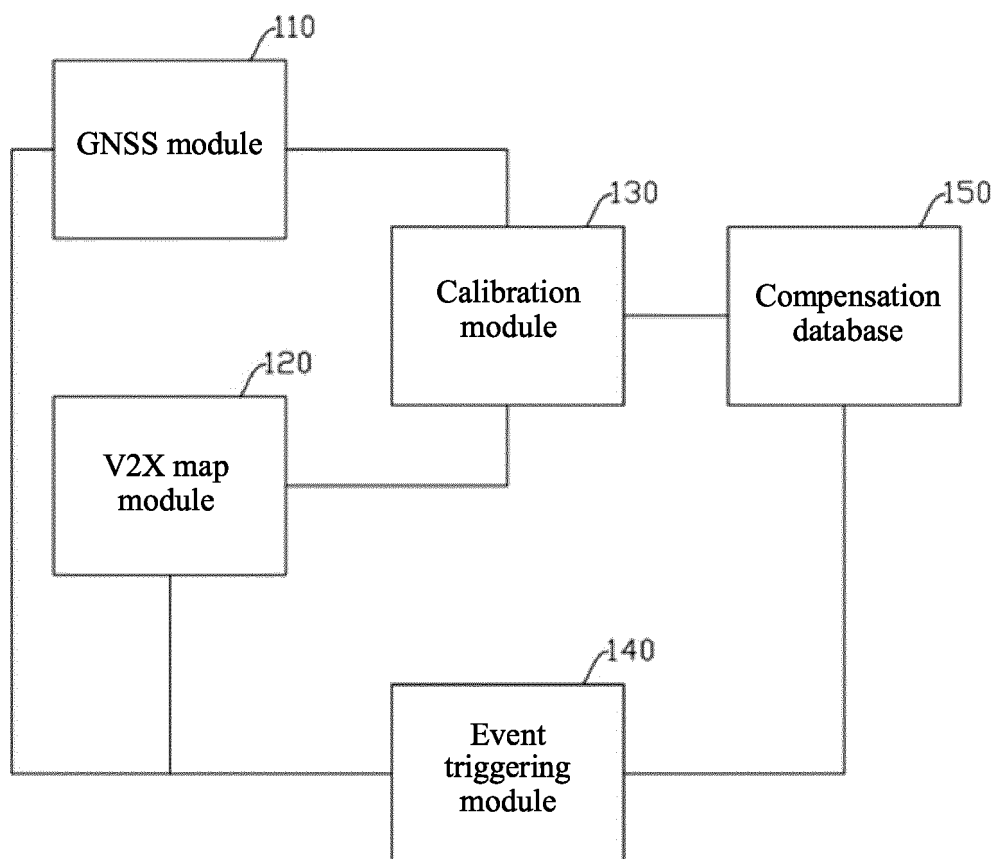 110
GNSS module
130
150
Calibration
module
Compensation
database
120
V2X map
module
140
Event
triggering
module